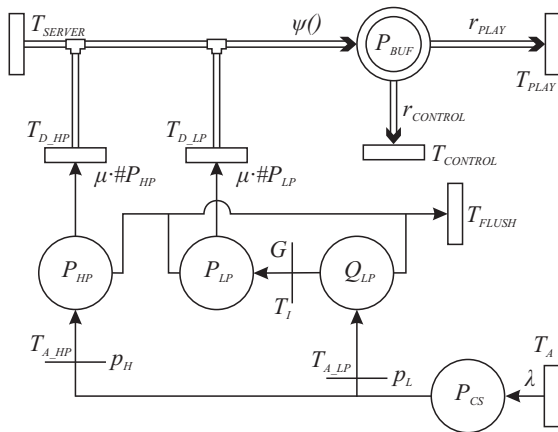 T_SERVER
ψ()
P_BUF
r_PLAY
T_PLAY
r_CONTROL
T_D_HP
T_D_LP
T_CONTROL
μ·#P_HP
μ·#P_LP
T_FLUSH
G
P_HP
P_LP
Q_LP
T_I
T_A_HP
p_H
T_A_LP
p_L
T_A
P_CS
λ